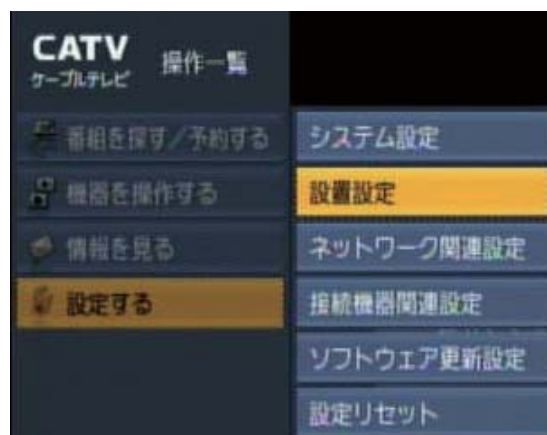 CATV
ケーブルテレビ
操作一覧
番組を探す/予約する
機器を操作する
情報を見る
設定する
システム設定
設置設定
ネットワーク関連設定
接続機器関連設定
ソフトウェア更新設定
設定リセット